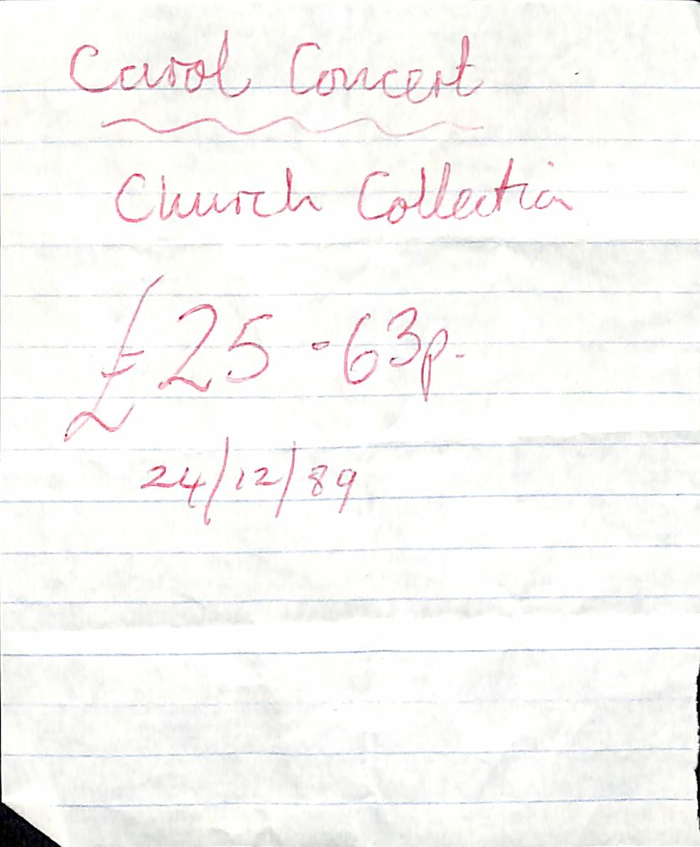 Carol Concert
Church Collection
£25-63p.
24/12/89